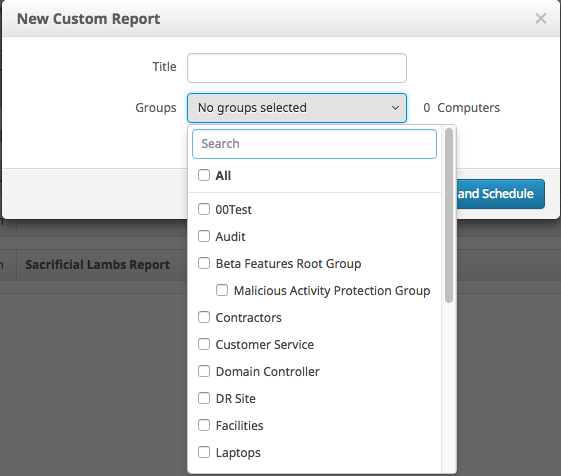 New Custom Report ×
Title
Groups No groups selected 0 Computers
Search
All
and Schedule
00Test
Audit
Beta Features Root Group
Sacrificial Lambs Report
Malicious Activity Protection Group
Contractors
Customer Service
Domain Controller
DR Site
Facilities
Laptops